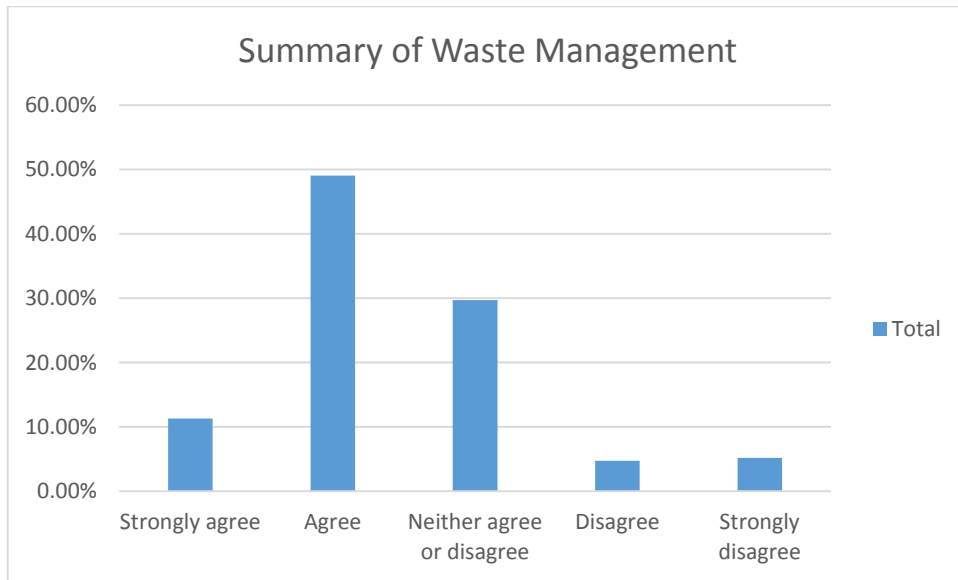 Summary of Waste Management
60.00%
50.00%
40.00%
30.00%
20.00%
10.00%
0.00%
Strongly agree
Agree
Neither agree
or disagree
Disagree
Strongly
disagree
Total